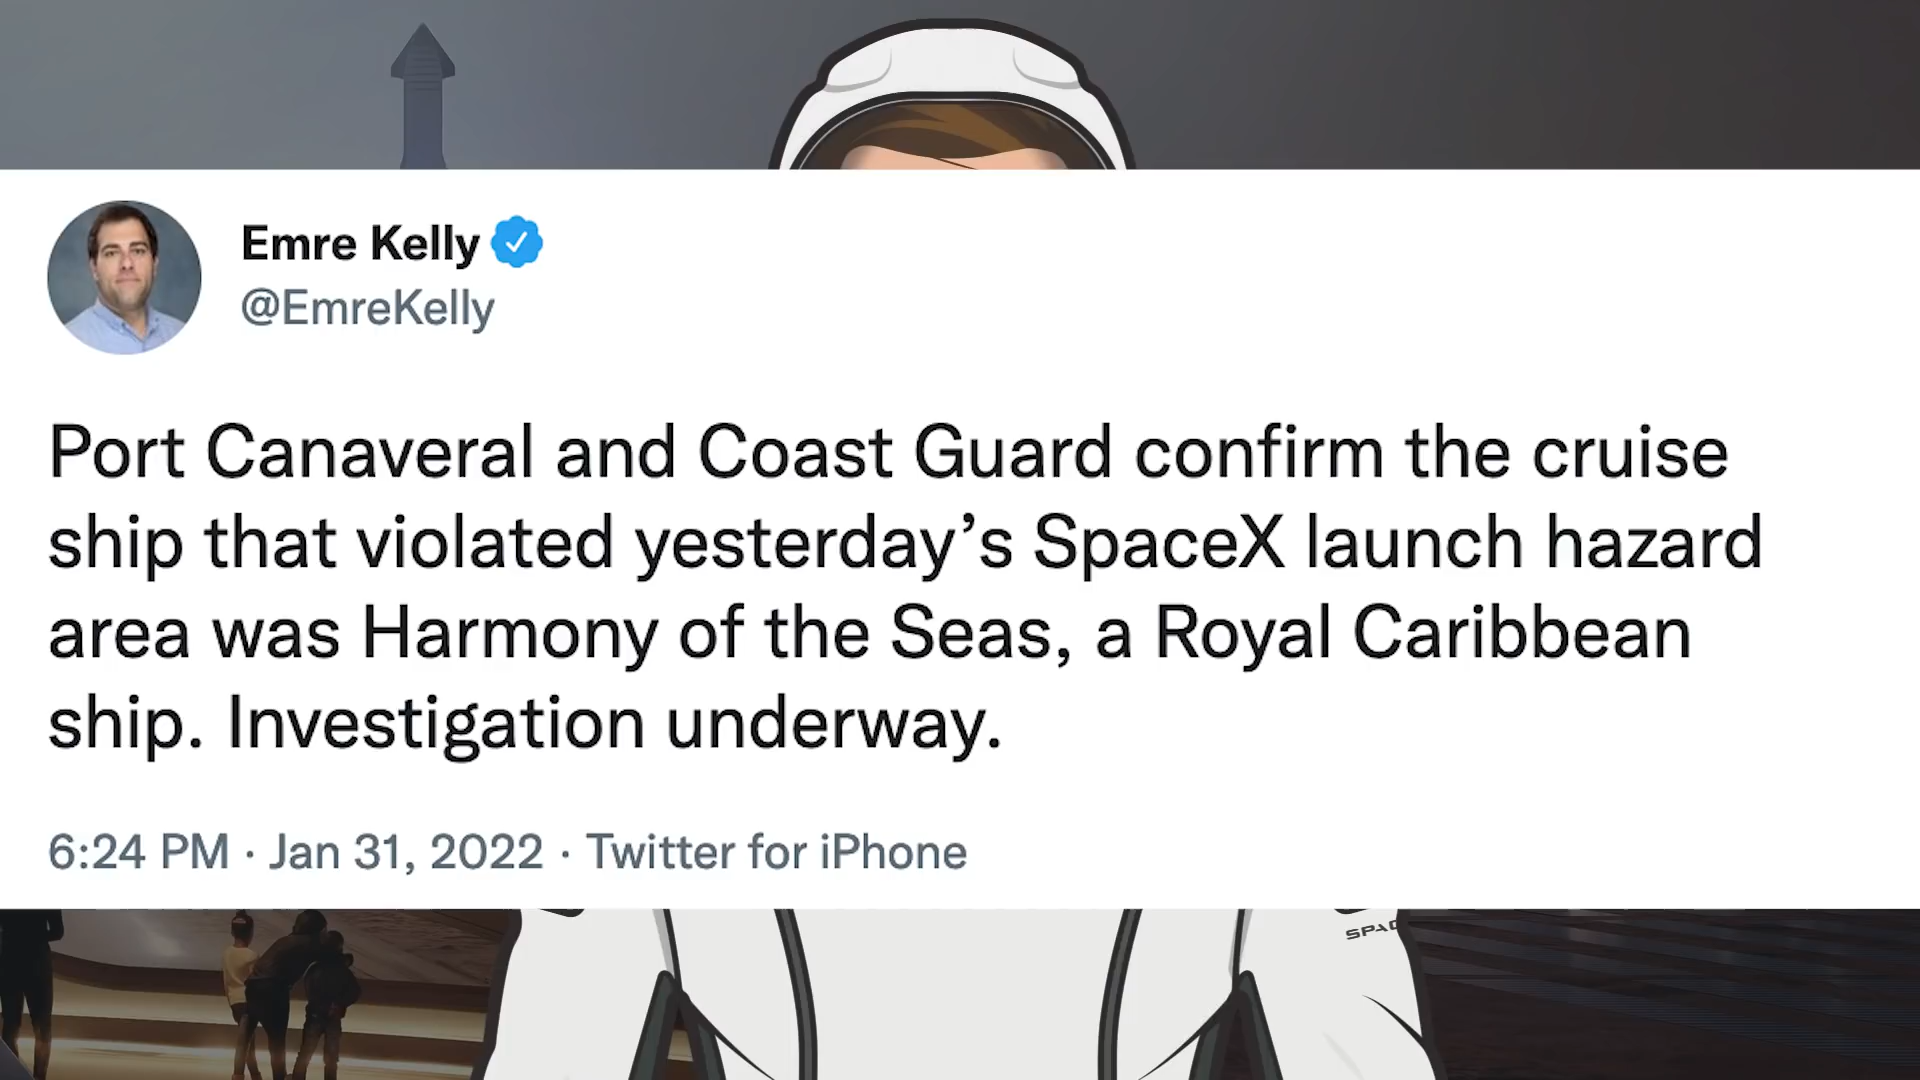 Emre Kelly
@EmreKelly
Port Canaveral and Coast Guard confirm the cruise
ship that violated yesterday’s SpaceX launch hazard
area was Harmony of the Seas, a Royal Caribbean
ship. Investigation underway.
6:24 PM · Jan 31, 2022 · Twitter for iPhone
SPAC